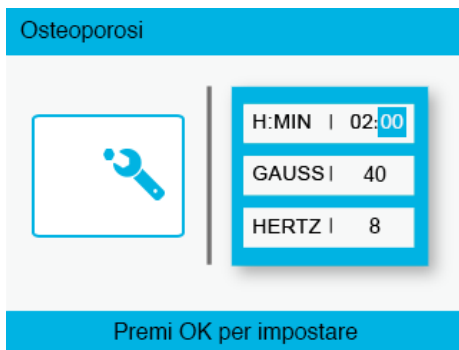 Osteoporosi
H:MIN | 02:00
GAUSS | 40
HERTZ | 8
Premi OK per impostare